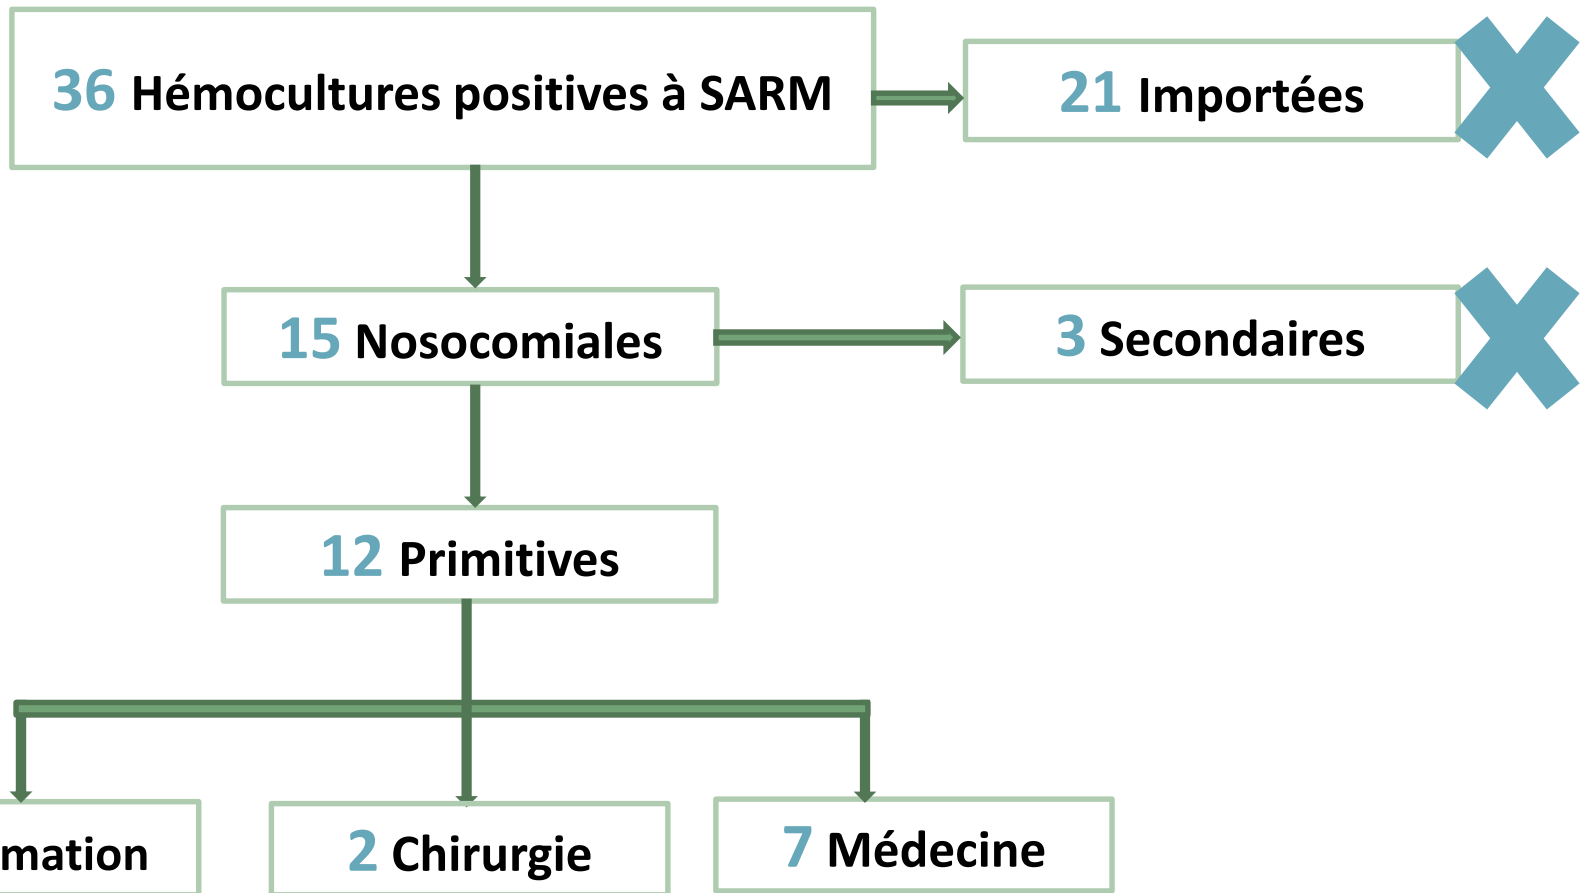 36 Hémocultures positives à SARM
21 Importées
15 Nosocomiales
3 Secondaires
12 Primitives
mation
2 Chirurgie
7 Médecine